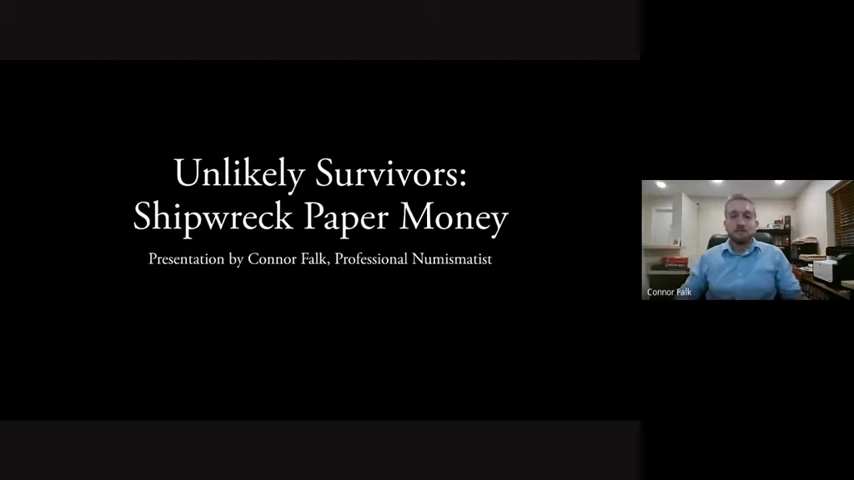 Unlikely Survivors:
Shipwreck Paper Money
Presentation by Connor Falk, Professional Numismatist
Connor Falk